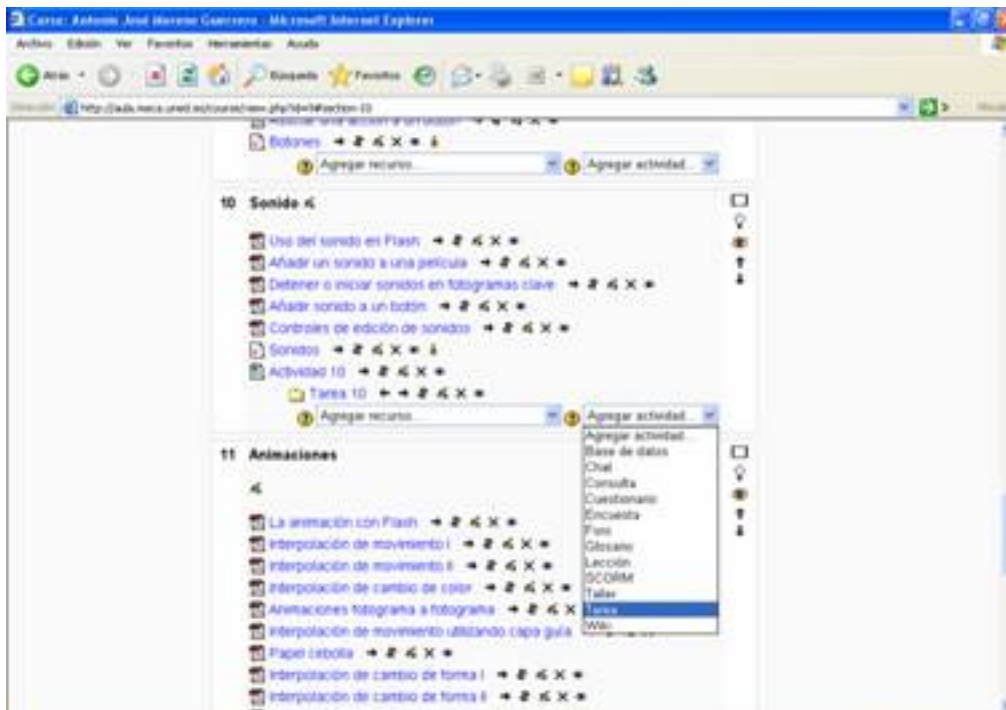 Curso: Antonio José Moreno Guerrero - Microsoft Internet Explorer
Archivo Edición Ver Favoritos Herramientas Ayuda
Atrás Búsqueda Favoritos
Botones
Agregar recurso... Agregar actividad...
10 Sonido
Uso del sonido en Flash
Añadir un sonido a una película
Detener o iniciar sonidos en fotogramas clave
Añadir sonido a un botón
Controles de edición de sonidos
Sonidos
Actividad 10
Tarea 10
Agregar recurso... Agregar actividad...
Agregar actividad...
Base de datos
Chat
Consulta
Cuestionario
Encuesta
Foro
Glosario
Lección
SCORM
Taller
Tarea
Wiki
11 Animaciones
La animación con Flash
Interpolación de movimiento I
Interpolación de movimiento II
Interpolación de cambio de color
Animaciones fotograma a fotograma
Interpolación de movimiento utilizando capa guía
Papel cebolla
Interpolación de cambio de forma I
Interpolación de cambio de forma II